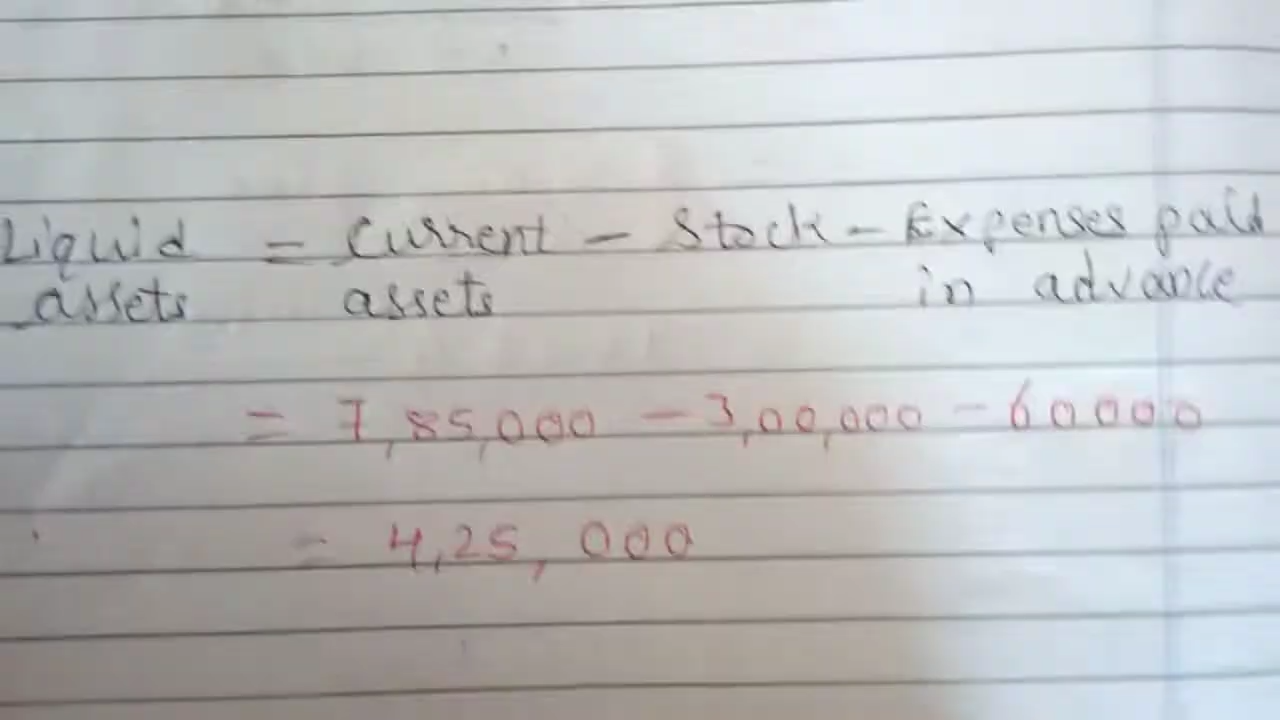 Liquid = Current - Stock - Expenses paid
assets assets in advance
= 7,85,000 - 3,00,000 - 60000
= 4,25,000